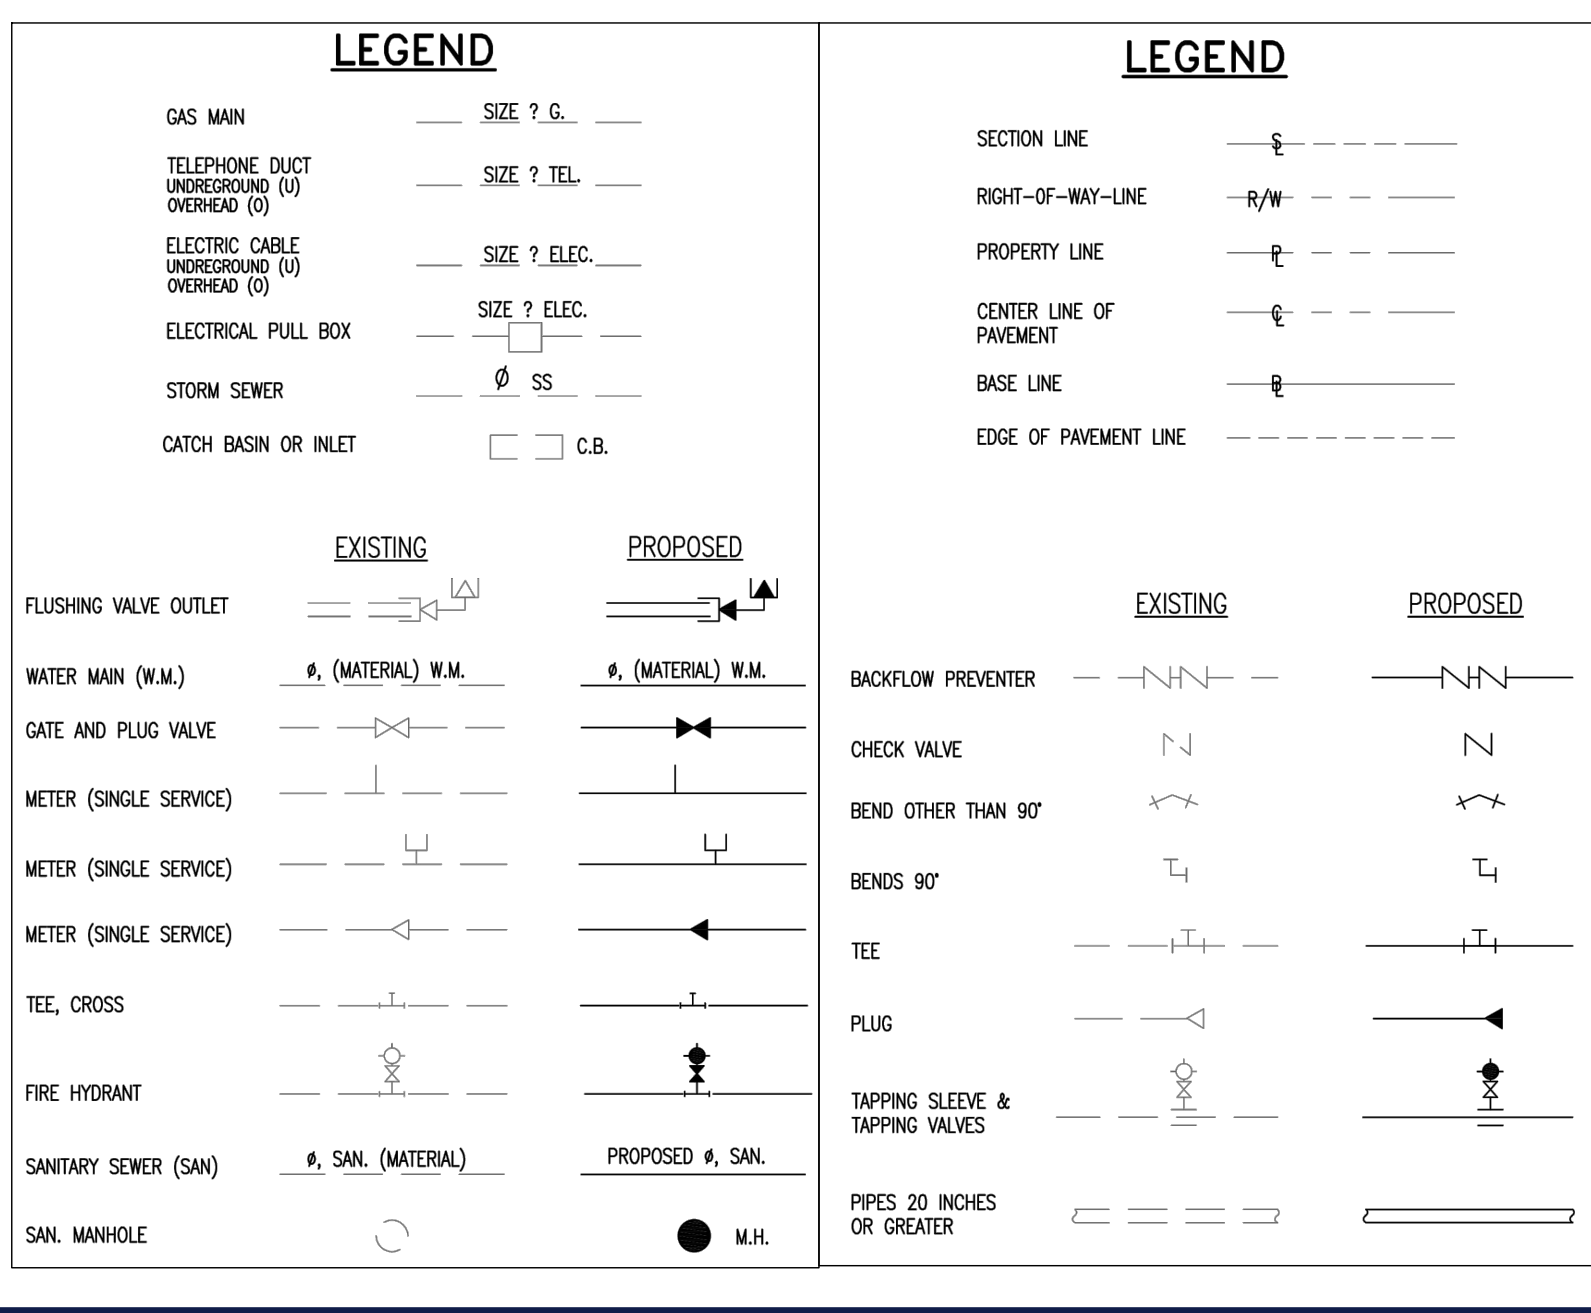 LEGEND
GAS MAIN SIZE ? G.
TELEPHONE DUCT
UNDREGROUND (U)
OVERHEAD (O)
SIZE ? TEL.
ELECTRIC CABLE
UNDREGROUND (U)
OVERHEAD (O)
SIZE ? ELEC.
SIZE ? ELEC.
ELECTRICAL PULL BOX
STORM SEWER Ø SS
CATCH BASIN OR INLET C.B.
EXISTING PROPOSED
FLUSHING VALVE OUTLET
WATER MAIN (W.M.) ø, (MATERIAL) W.M. ø, (MATERIAL) W.M.
GATE AND PLUG VALVE
METER (SINGLE SERVICE)
METER (SINGLE SERVICE)
METER (SINGLE SERVICE)
TEE, CROSS
FIRE HYDRANT
SANITARY SEWER (SAN) ø, SAN. (MATERIAL) PROPOSED ø, SAN.
SAN. MANHOLE M.H.
LEGEND
SECTION LINE SL
RIGHT-OF-WAY-LINE R/W
PROPERTY LINE PL
CENTER LINE OF
PAVEMENT
CL
BASE LINE BL
EDGE OF PAVEMENT LINE
EXISTING PROPOSED
BACKFLOW PREVENTER
CHECK VALVE
BEND OTHER THAN 90°
BENDS 90°
TEE
PLUG
TAPPING SLEEVE &
TAPPING VALVES
PIPES 20 INCHES
OR GREATER